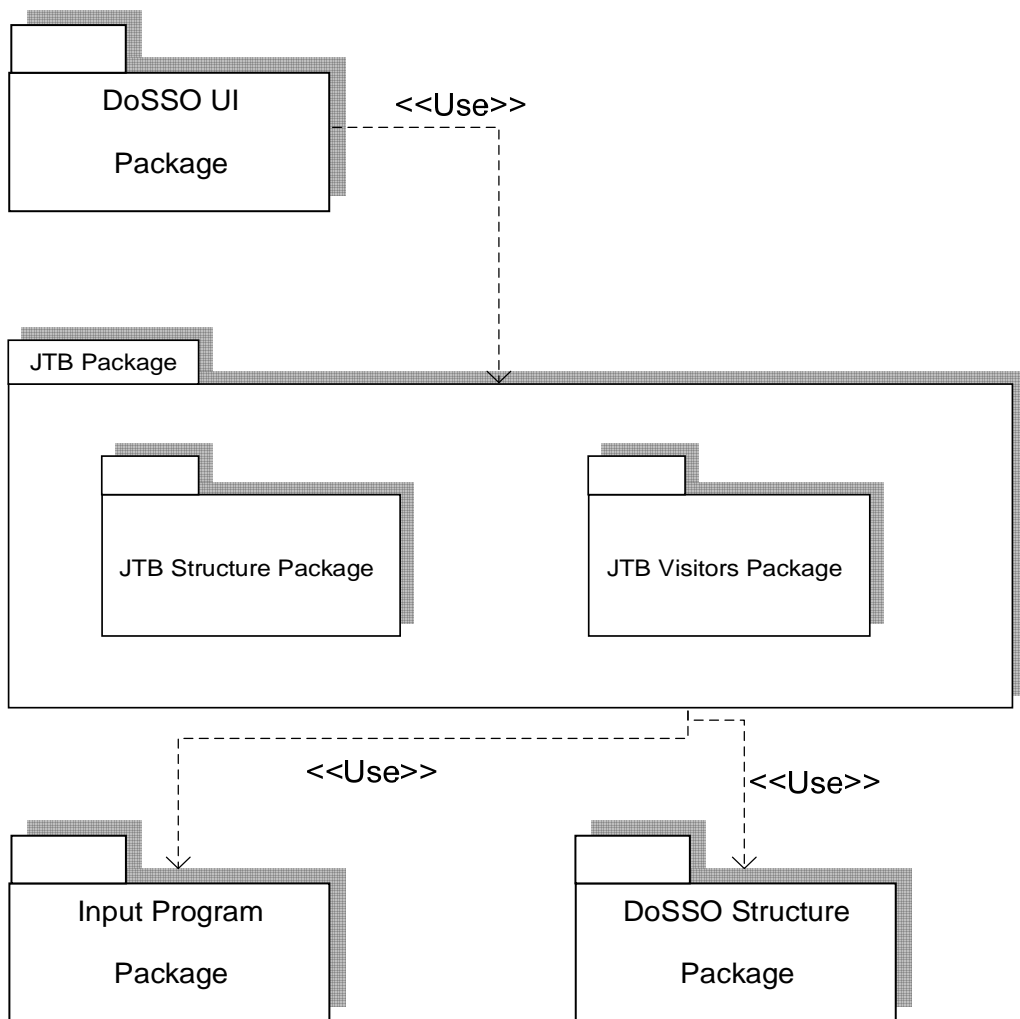 DoSSO UI
Package
<<Use>>
JTB Package
JTB Structure Package
JTB Visitors Package
<<Use>>
<<Use>>
Input Program
Package
DoSSO Structure
Package